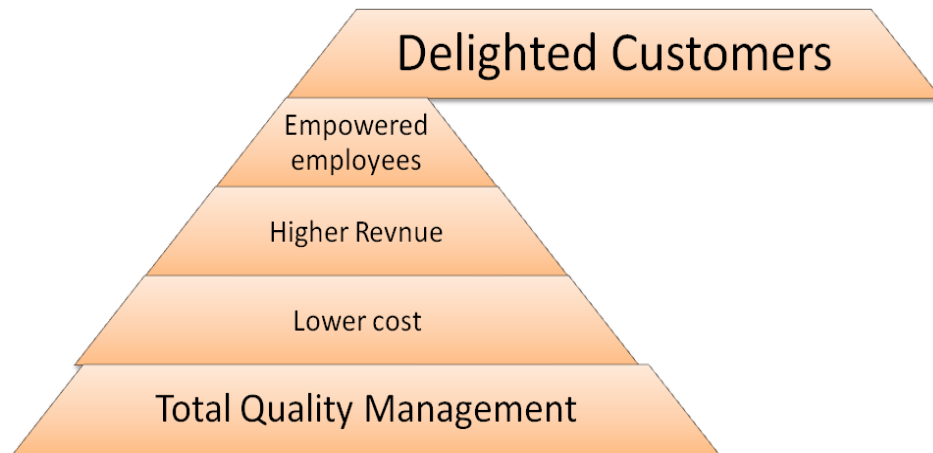 Delighted Customers
Empowered
employees
Higher Revnue
Lower cost
Total Quality Management